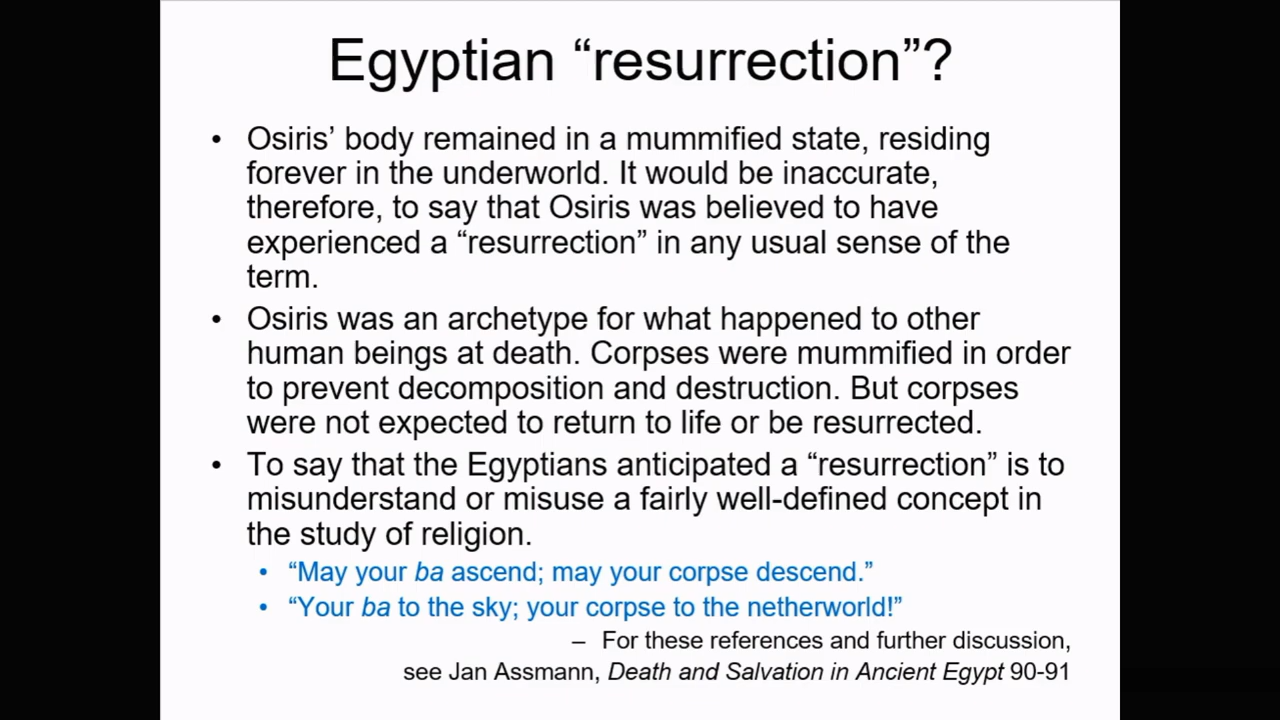 Egyptian “resurrection”?
• Osiris’ body remained in a mummified state, residing
forever in the underworld. It would be inaccurate,
therefore, to say that Osiris was believed to have
experienced a “resurrection” in any usual sense of the
term.
• Osiris was an archetype for what happened to other
human beings at death. Corpses were mummified in order
to prevent decomposition and destruction. But corpses
were not expected to return to life or be resurrected.
• To say that the Egyptians anticipated a “resurrection” is to
misunderstand or misuse a fairly well-defined concept in
the study of religion.
• “May your ba ascend; may your corpse descend.”
• “Your ba to the sky; your corpse to the netherworld!”
– For these references and further discussion,
see Jan Assmann, Death and Salvation in Ancient Egypt 90-91